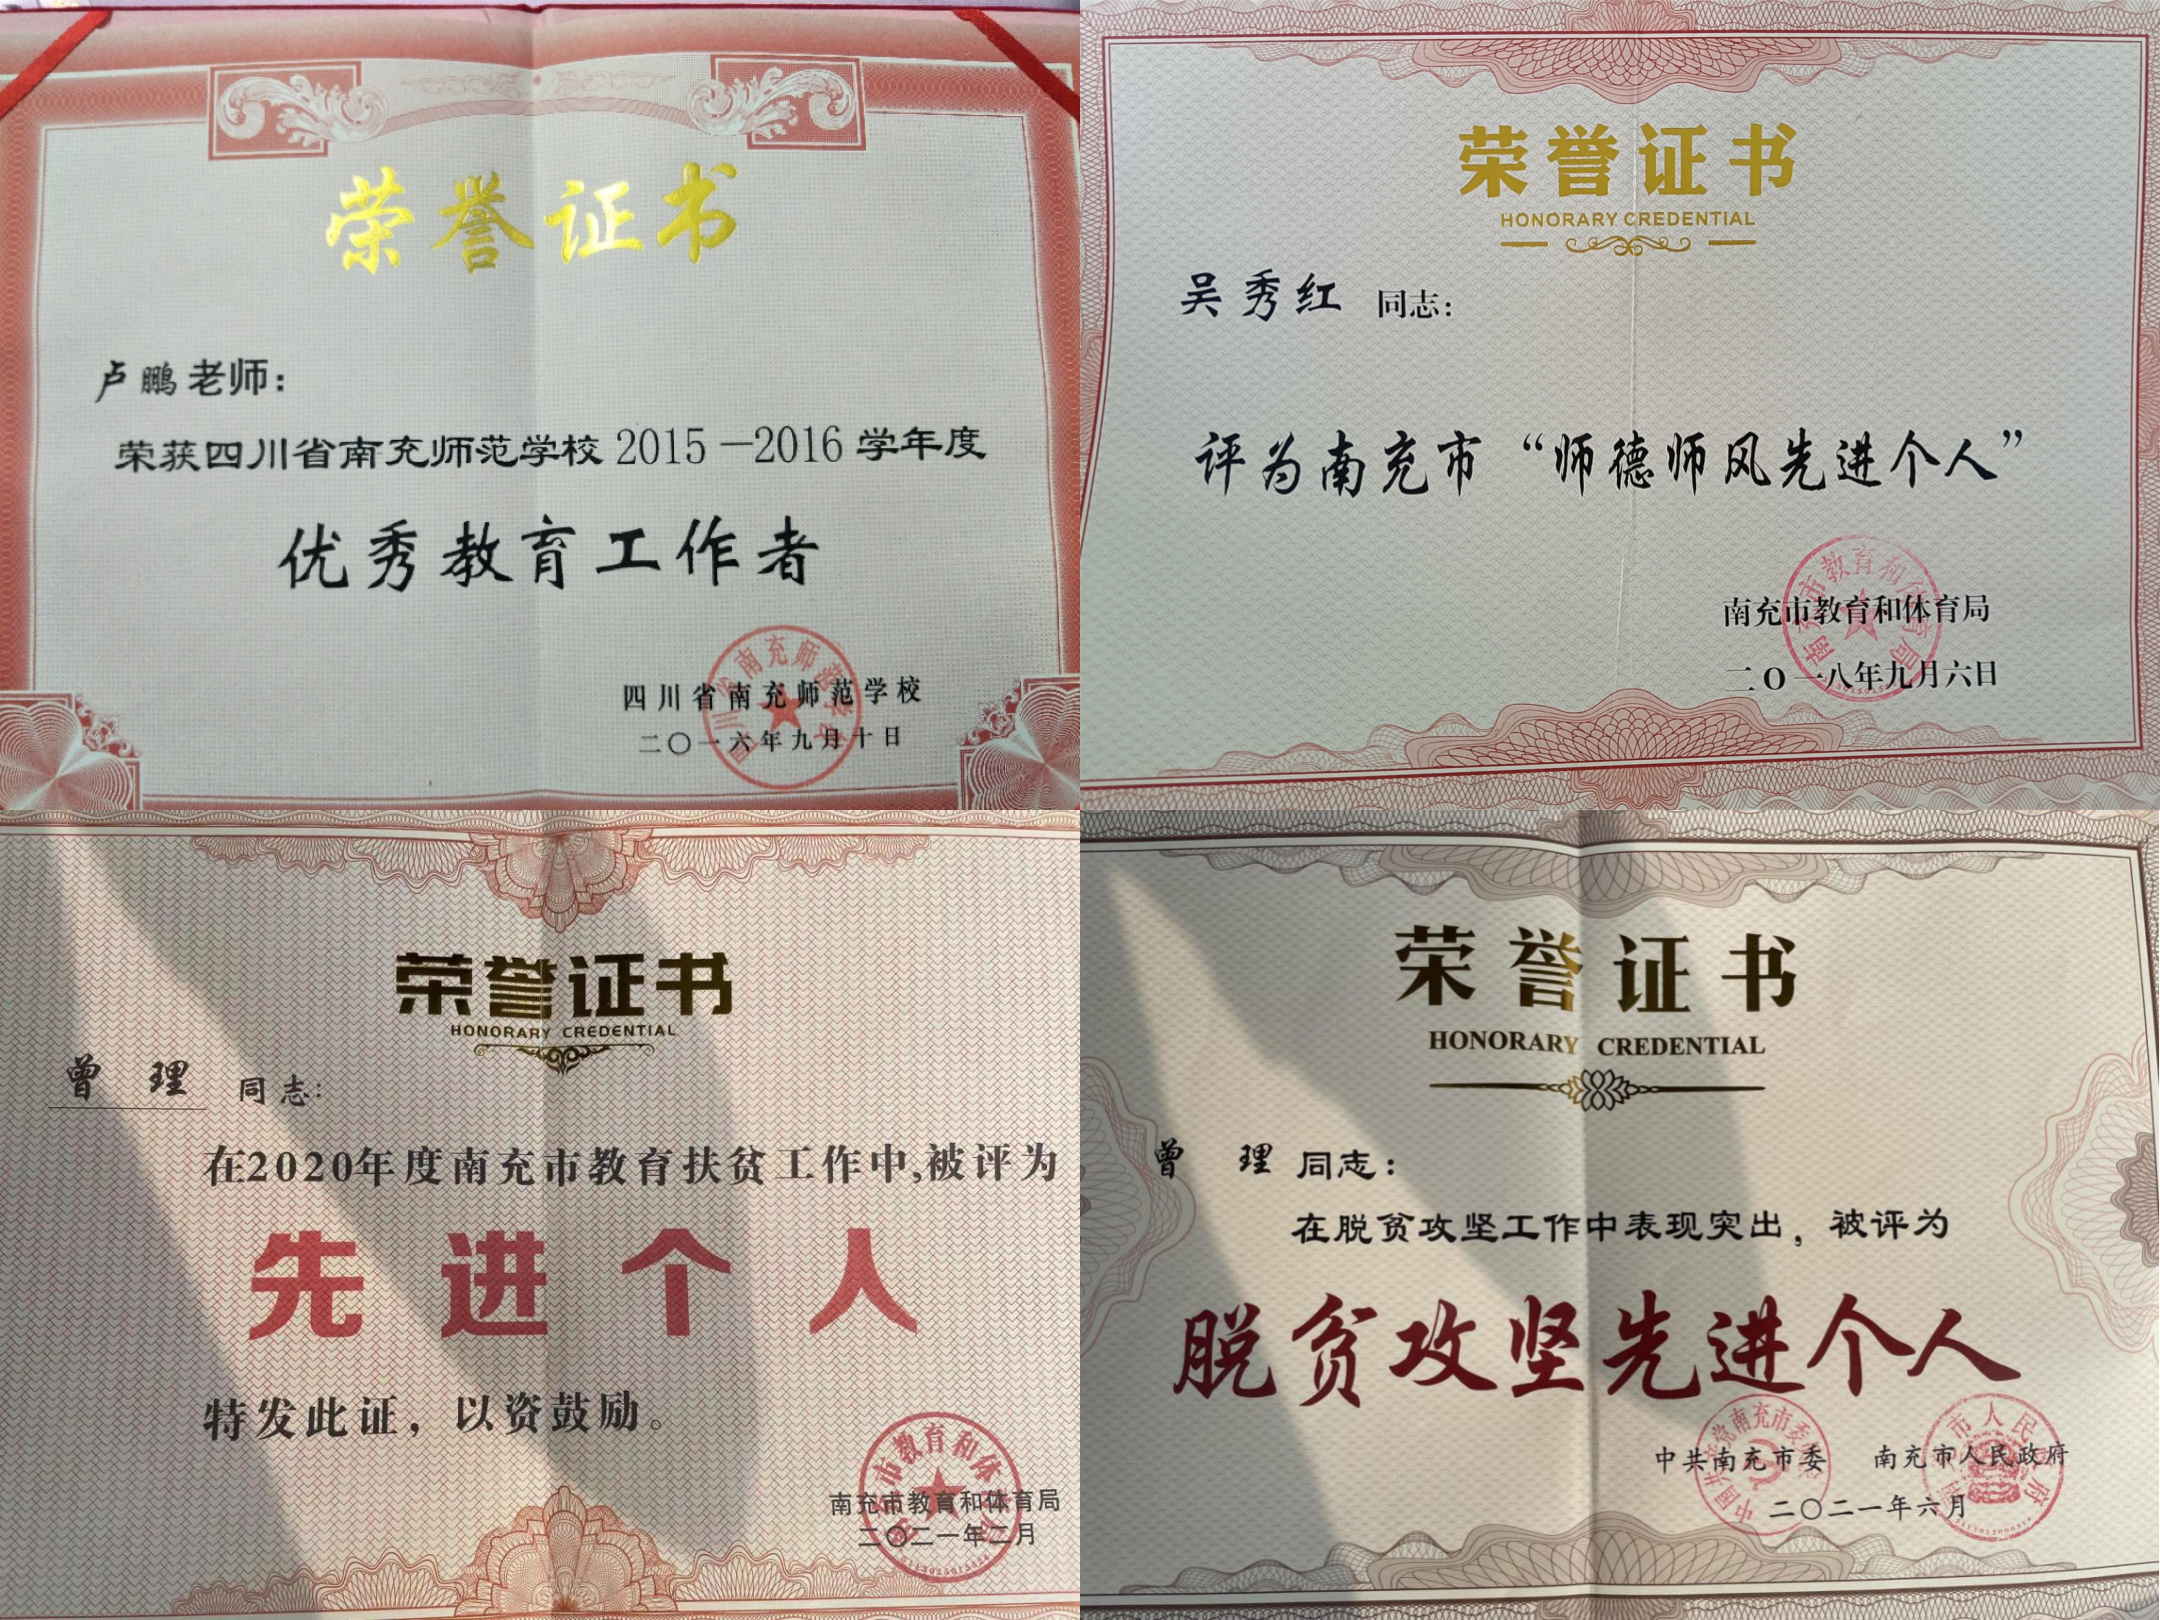 荣誉证书
卢鹏老师：
荣获四川省南充师范学校2015—2016学年度
优秀教育工作者
四川省南充师范学校
二〇一六年九月十日
荣誉证书
HONORARY CREDENTIAL
吴秀红 同志：
评为南充市“师德师风先进个人”
南充市教育和体育局
二O一八年九月六日
荣誉证书
HONORARY CREDENTIAL
曾 理 同志：
在2020年度南充市教育扶贫工作中,被评为
先进个人
特发此证，以资鼓励。
南充市教育和体育局
二〇二一年二月
荣誉证书
HONORARY CREDENTIAL
曾 理 同志：
在脱贫攻坚工作中表现突出，被评为
脱贫攻坚先进个人
中共南充市委 南充市人民政府
二〇二一年六月